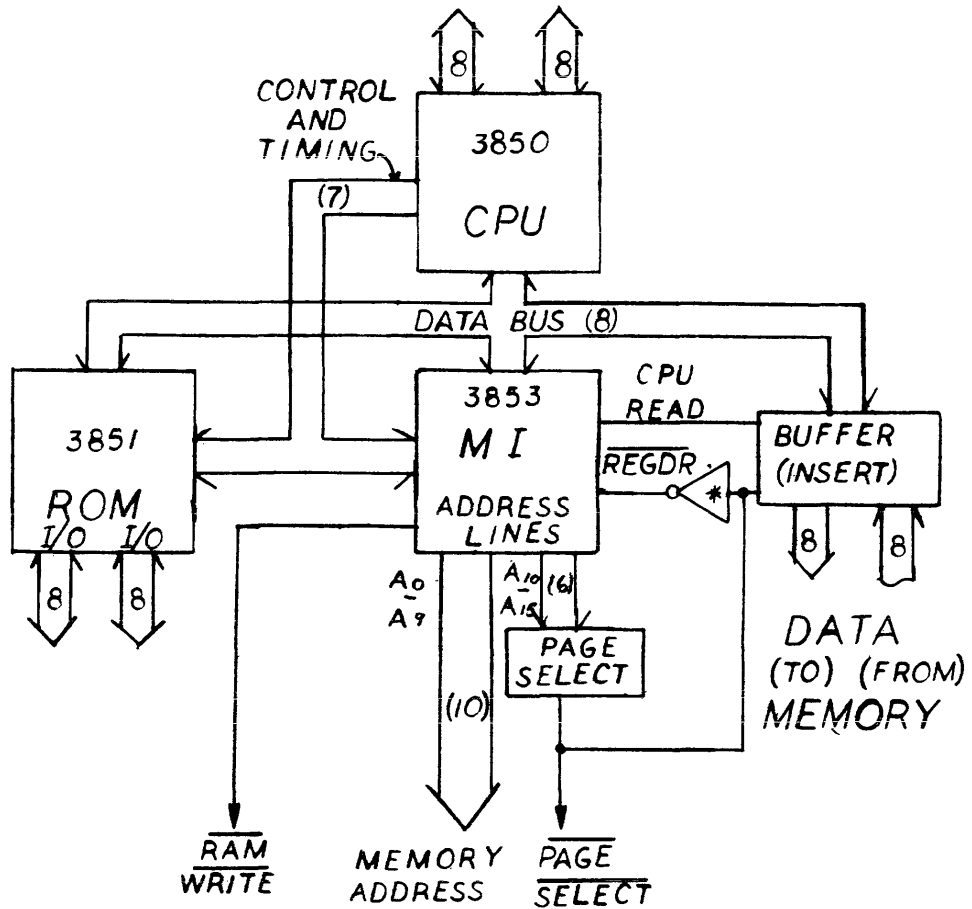 8
8
CONTROL
AND
TIMING
3850
CPU
(7)
DATA BUS (8)
3851
ROM
I/O
I/O
8
8
3853
MI
ADDRESS
LINES
CPU
READ
REGDR
*
BUFFER
(INSERT)
8
8
DATA
(TO) (FROM)
MEMORY
A0
-
A9
A10
-
A15
(6)
PAGE
SELECT
(10)
RAM
WRITE
MEMORY
ADDRESS
PAGE
SELECT